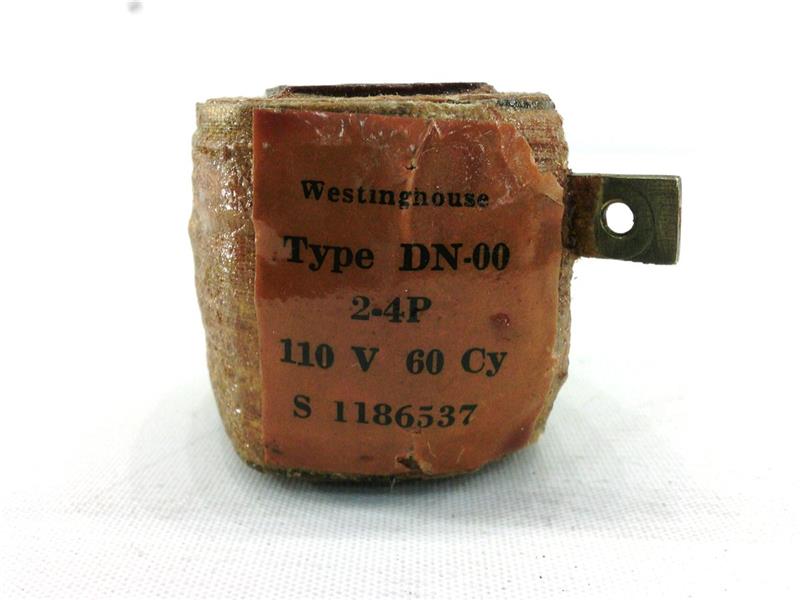 Westinghouse
Type DN-00
2-4P
110 V 60 Cy
S 1186537